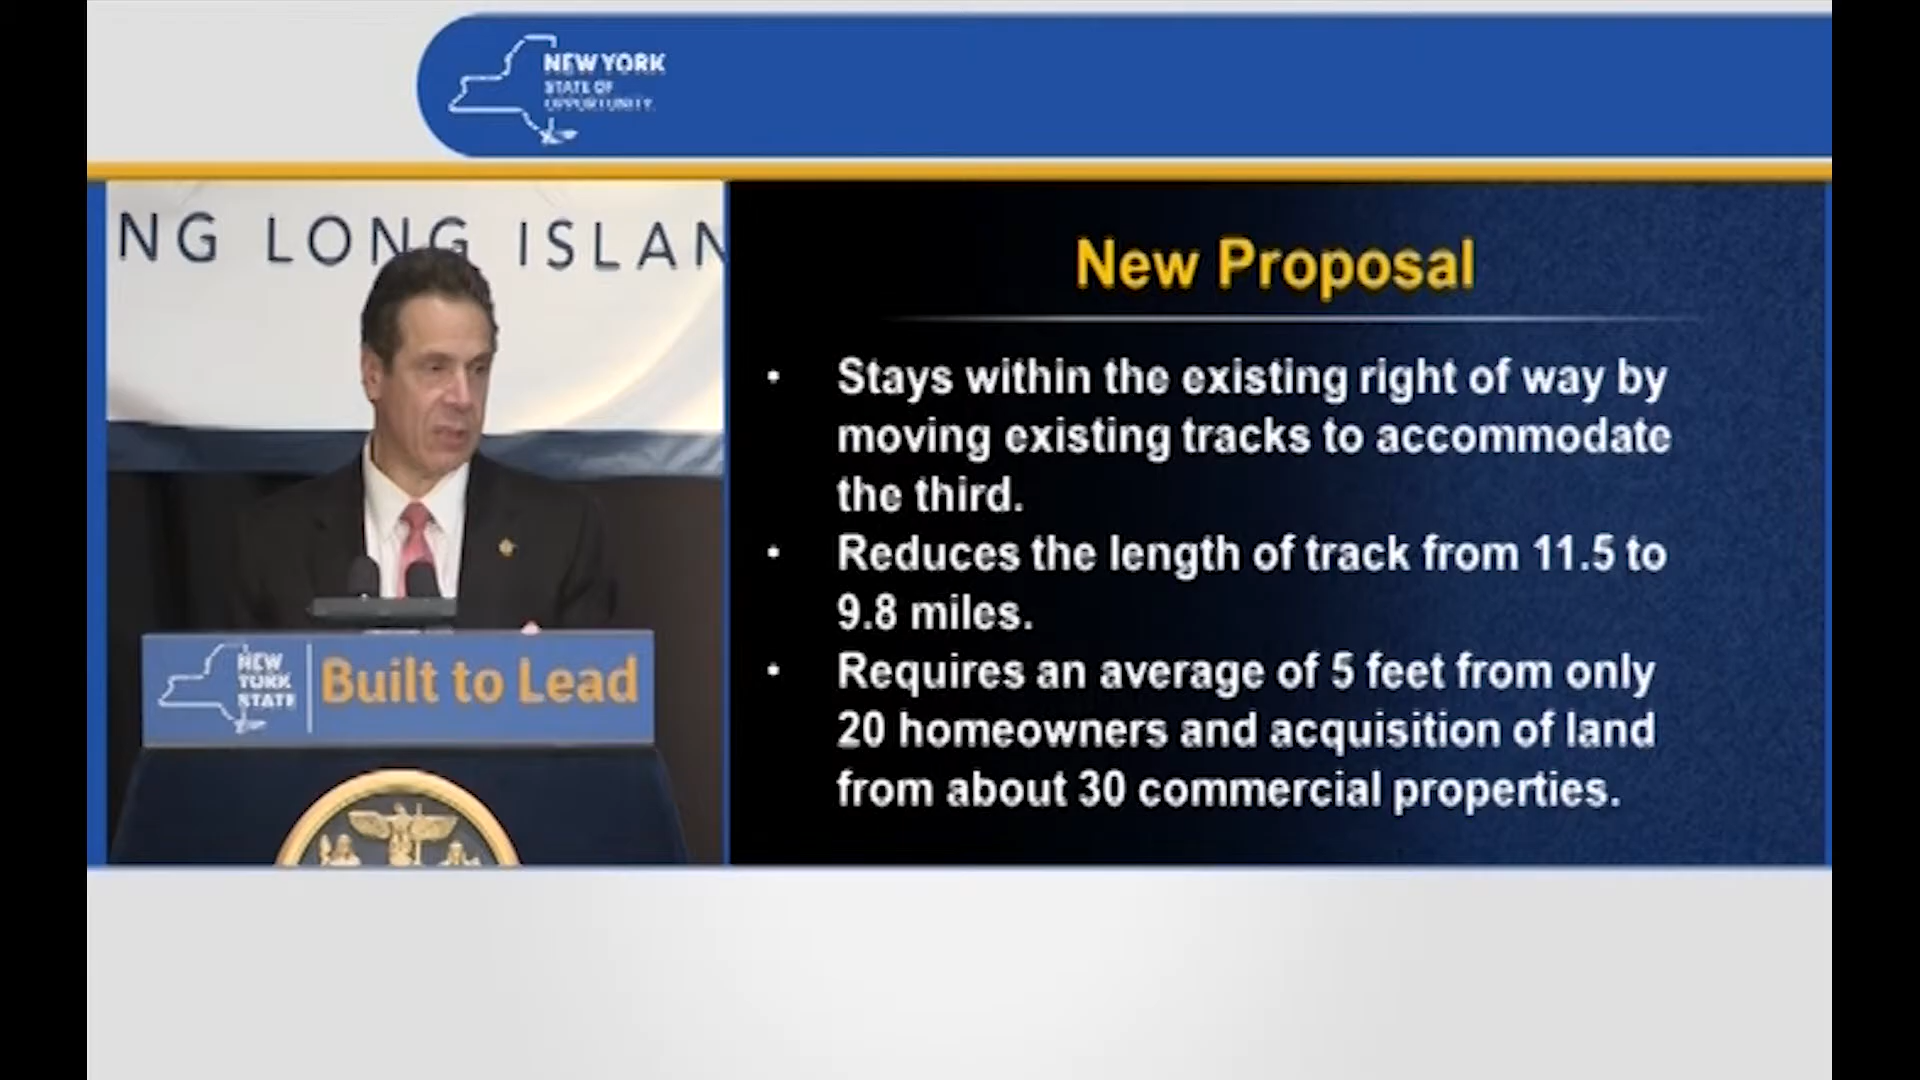 NEW YORK
STATE OF
OPPORTUNITY.
NG LONG ISLAN
New Proposal
• Stays within the existing right of way by
moving existing tracks to accommodate
the third.
• Reduces the length of track from 11.5 to
9.8 miles.
• Requires an average of 5 feet from only
20 homeowners and acquisition of land
from about 30 commercial properties.
NEW
YORK
STATE
Built to Lead